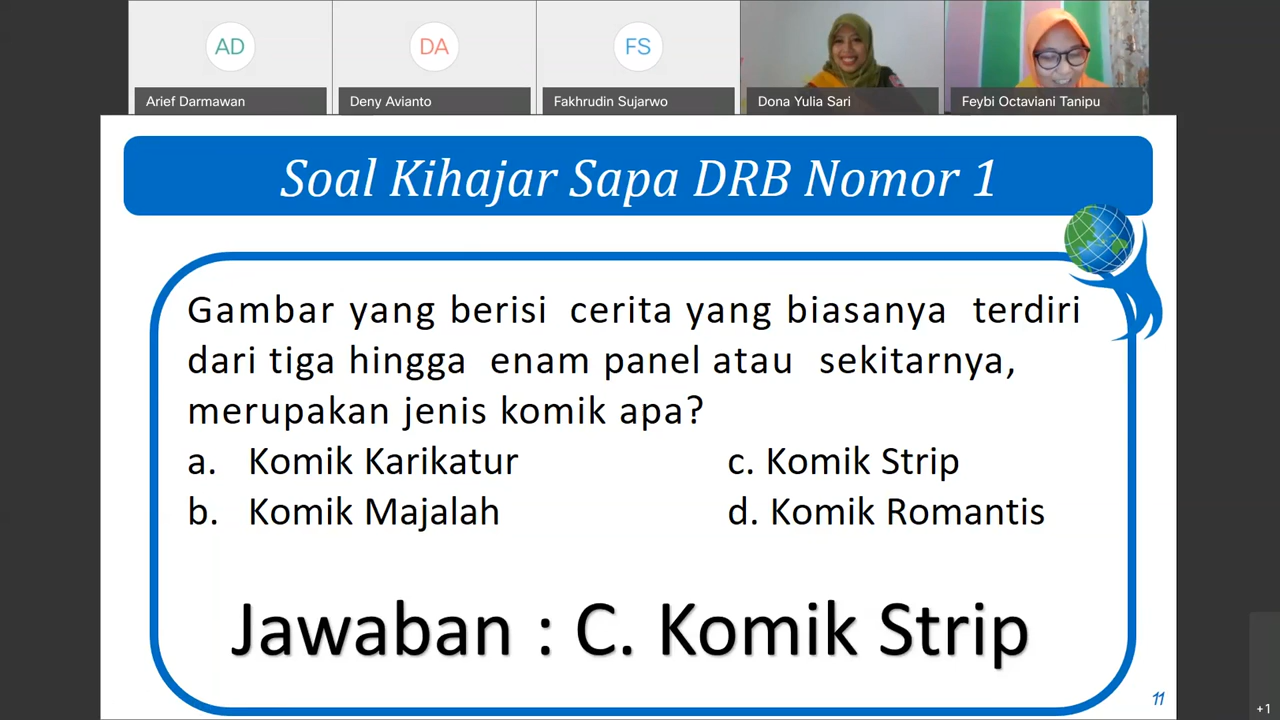 AD
DA
FS
Arief Darmawan
Deny Avianto
Fakhrudin Sujarwo
Dona Yulia Sari
Feybi Octaviani Tanipu
Soal Kihajar Sapa DRB Nomor 1
Gambar yang berisi cerita yang biasanya terdiri
dari tiga hingga enam panel atau sekitarnya,
merupakan jenis komik apa?
a. Komik Karikatur
c. Komik Strip
b. Komik Majalah
d. Komik Romantis
Jawaban : C. Komik Strip
11
+1